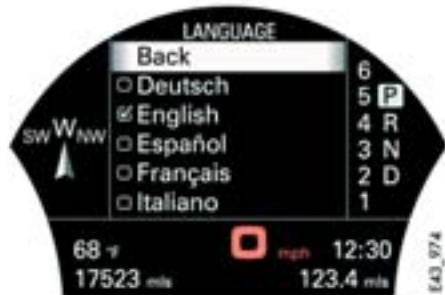 LANGUAGE
Back
Deutsch
English
Español
Français
Italiano
SW W NW
6
5 P
4 R
3 N
2 D
1
68 °F
0 mph
12:30
17523 mls
123.4 mls
E43_974